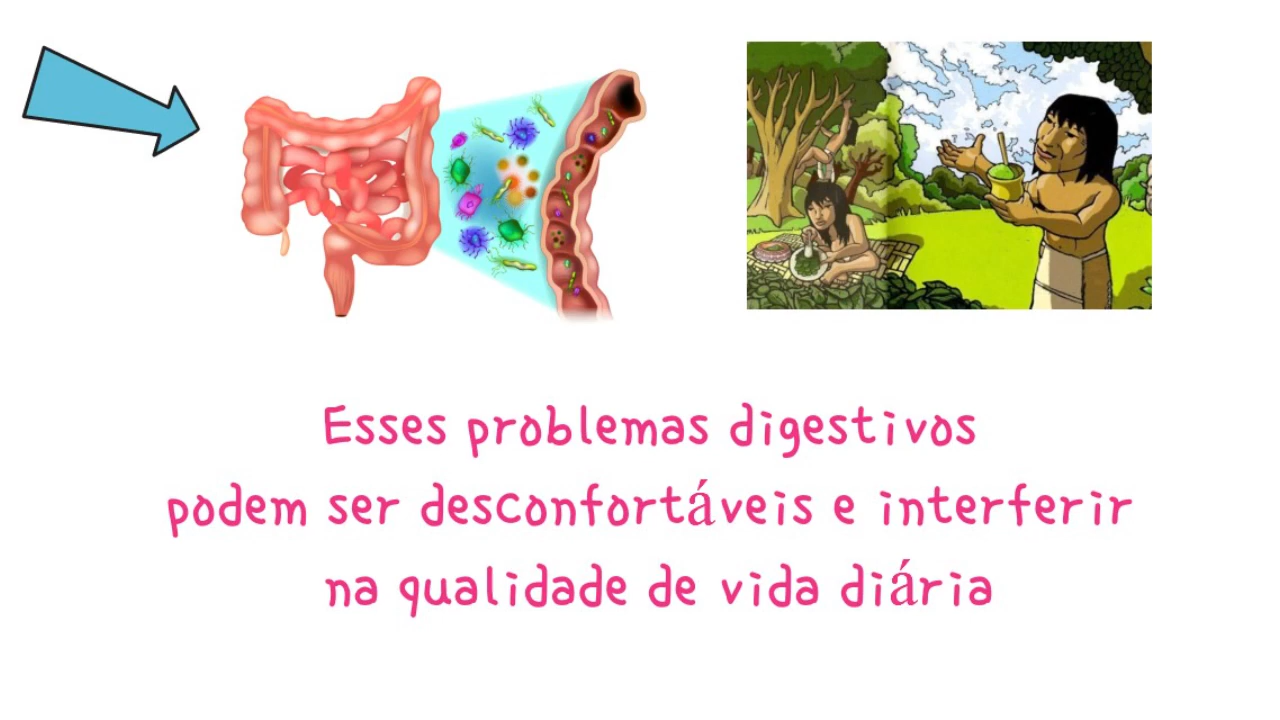 Esses problemas digestivos
podem ser desconfortáveis e interferir
na qualidade de vida diária